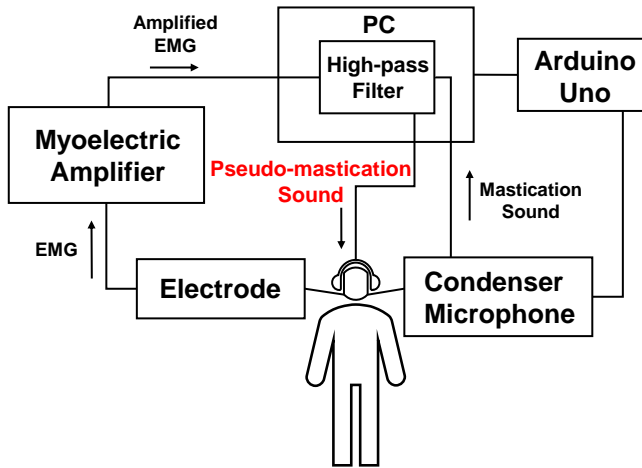 Amplified
EMG
PC
High-pass
Filter
Arduino
Uno
Myoelectric
Amplifier
Pseudo-mastication
Sound
Mastication
Sound
EMG
Electrode
Condenser
Microphone